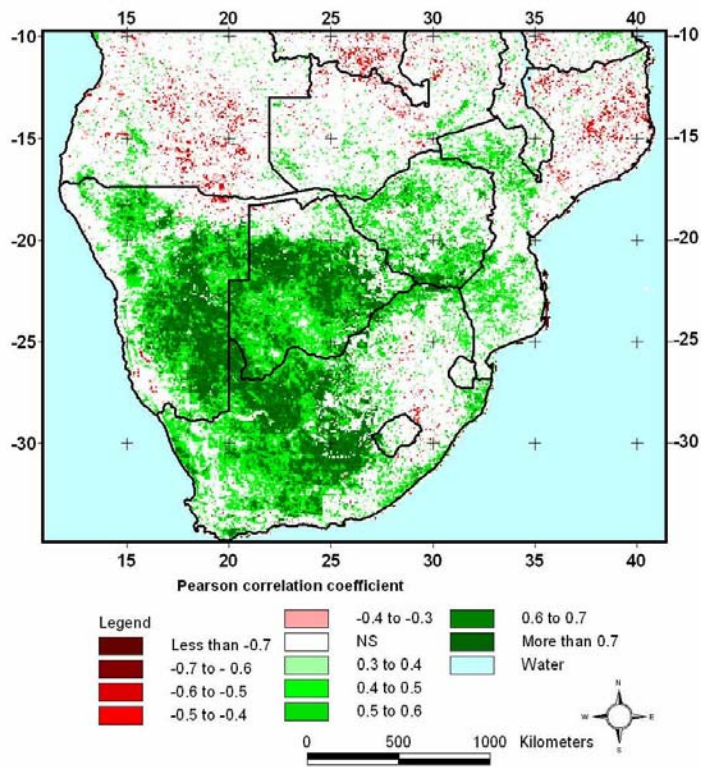 15 20 25 30 35 40
-10 -10
-15 -15
-20 -20
-25 -25
-30 -30
15 20 25 30 35 40
Pearson correlation coefficient
Legend
Less than -0.7
-0.7 to - 0.6
-0.6 to -0.5
-0.5 to -0.4
-0.4 to -0.3
NS
0.3 to 0.4
0.4 to 0.5
0.5 to 0.6
0.6 to 0.7
More than 0.7
Water
N
W E
S
0 500 1000 Kilometers